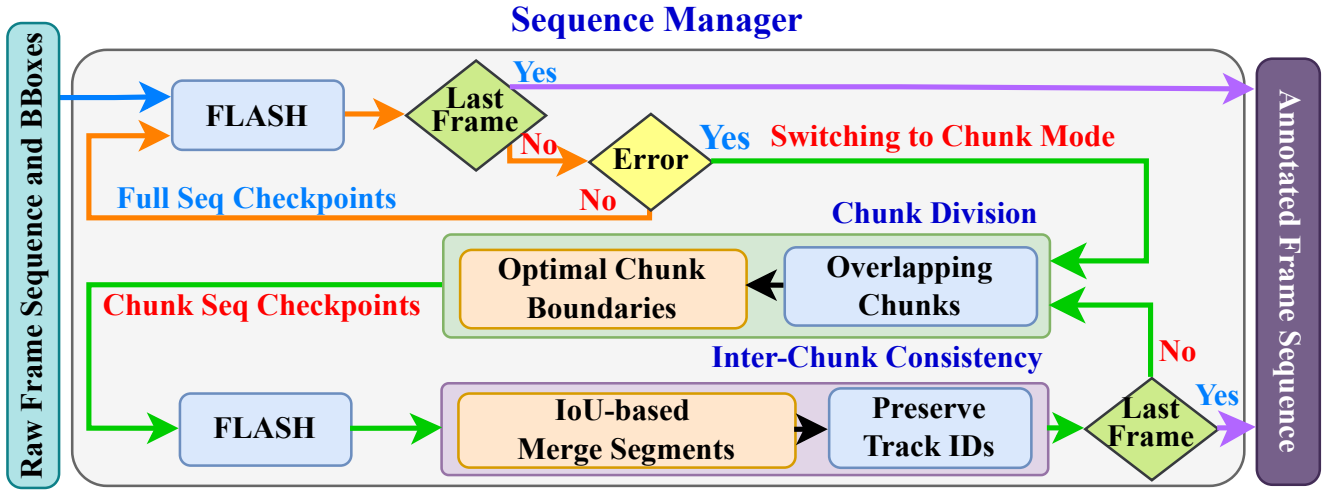 Sequence Manager
Raw Frame Sequence and BBoxes
FLASH
Last
Frame
Yes
No
Error
Yes
Switching to Chunk Mode
No
Full Seq Checkpoints
Chunk Division
Optimal Chunk
Boundaries
Overlapping
Chunks
Chunk Seq Checkpoints
Inter-Chunk Consistency
FLASH
IoU-based
Merge Segments
Preserve
Track IDs
Last
Frame
No
Yes
Annotated Frame Sequence